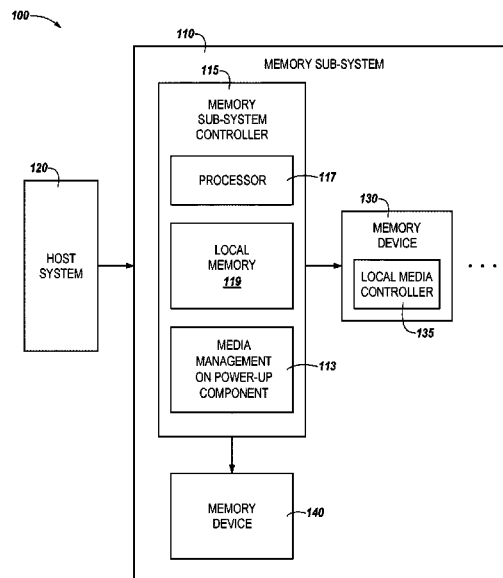 100
110
MEMORY SUB-SYSTEM
115
MEMORY
SUB-SYSTEM
CONTROLLER
PROCESSOR
117
LOCAL
MEMORY
119
MEDIA
MANAGEMENT
ON POWER-UP
COMPONENT
113
120
HOST
SYSTEM
130
MEMORY
DEVICE
LOCAL MEDIA
CONTROLLER
135
MEMORY
DEVICE
140